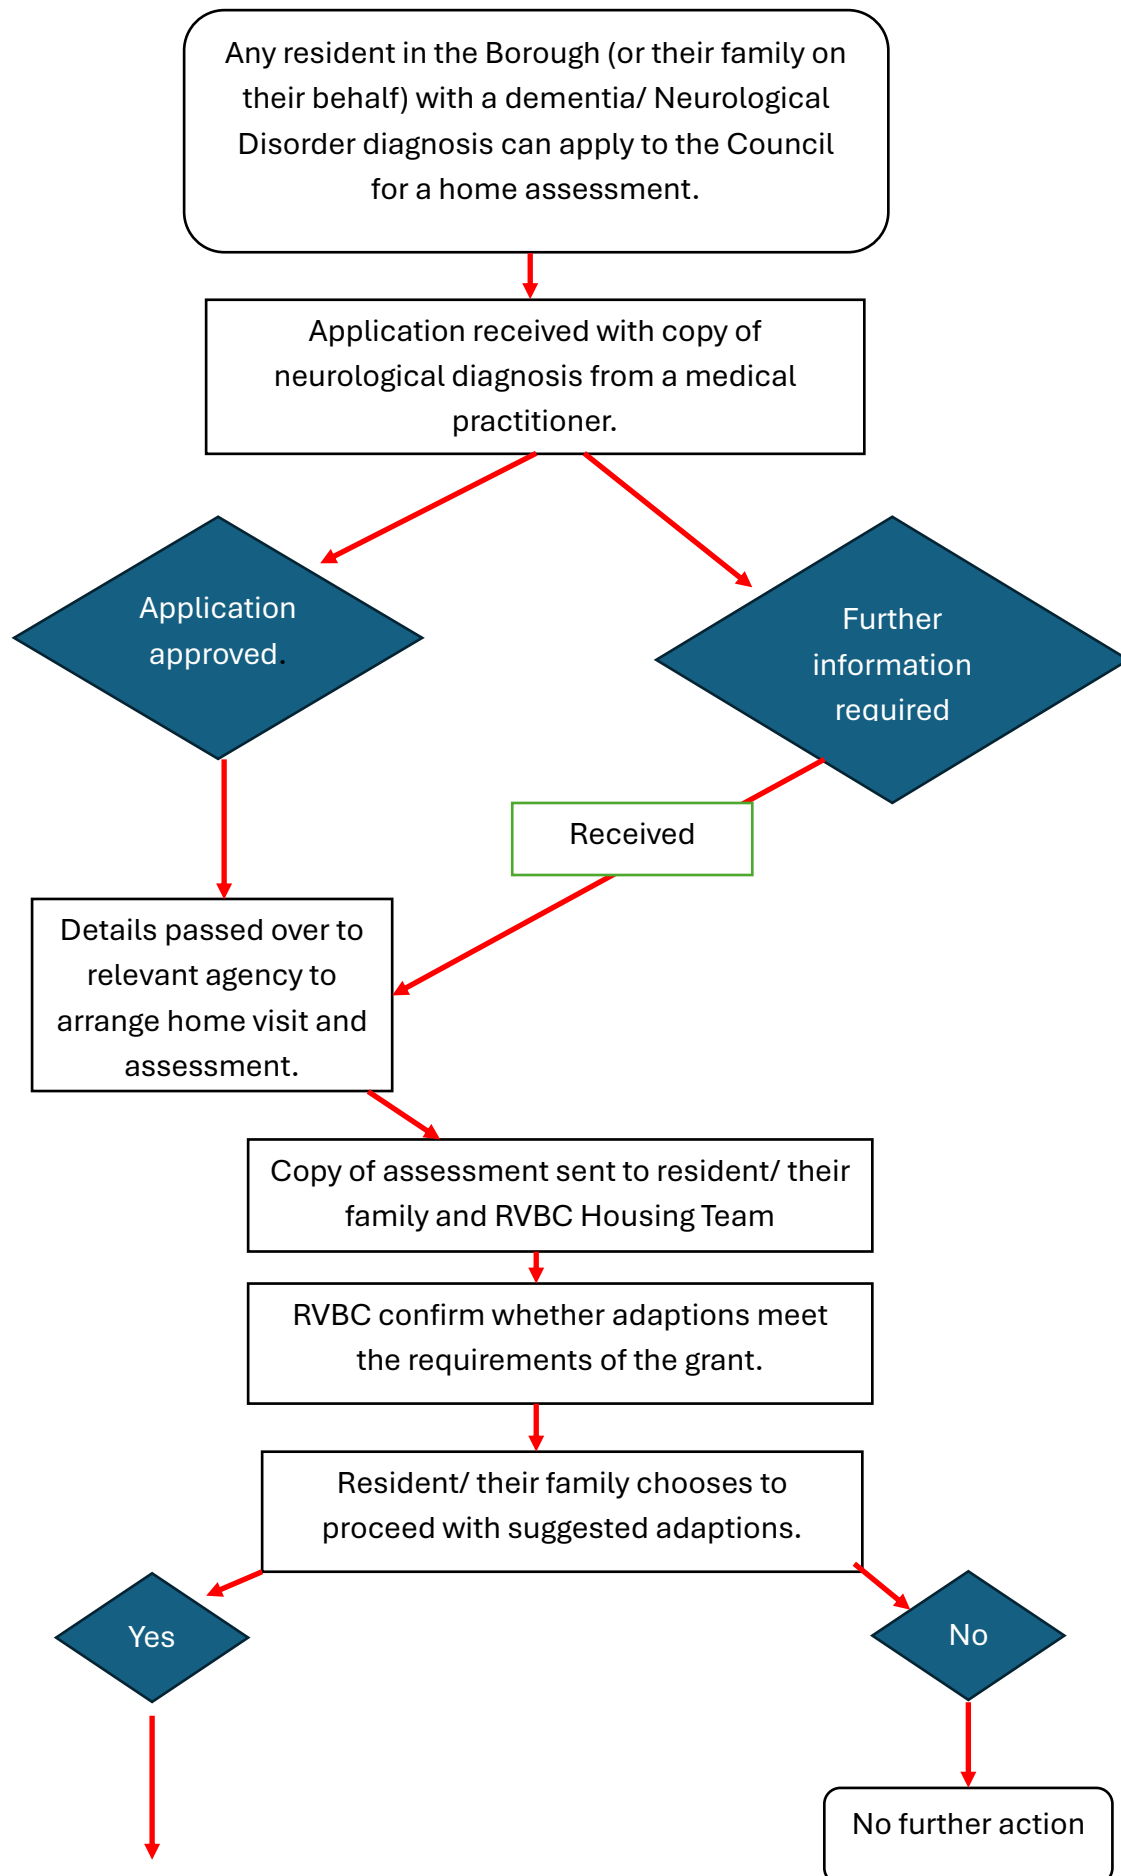 Any resident in the Borough (or their family on
their behalf) with a dementia/ Neurological
Disorder diagnosis can apply to the Council
for a home assessment.
Application received with copy of
neurological diagnosis from a medical
practitioner.
Application
approved.
Further
information
required
Received
Details passed over to
relevant agency to
arrange home visit and
assessment.
Copy of assessment sent to resident/ their
family and RVBC Housing Team
RVBC confirm whether adaptions meet
the requirements of the grant.
Resident/ their family chooses to
proceed with suggested adaptions.
Yes
No
No further action